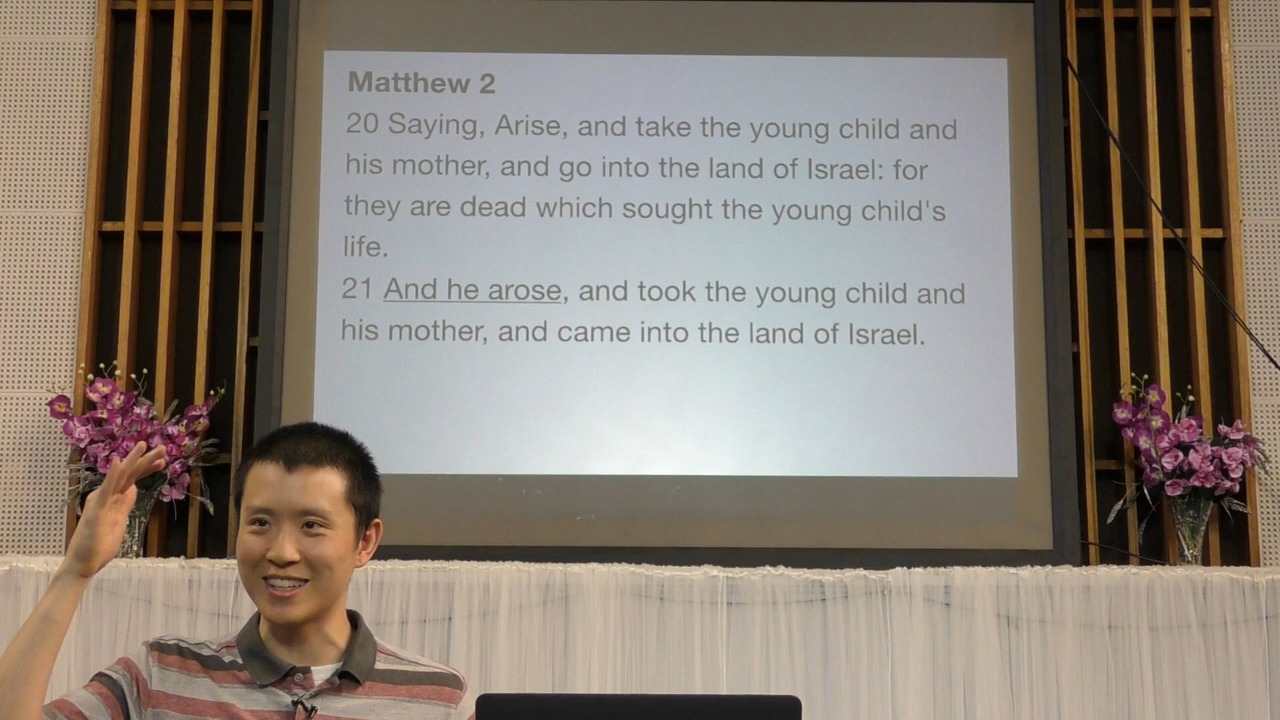 Matthew 2
20 Saying, Arise, and take the young child and
his mother, and go into the land of Israel: for
they are dead which sought the young child's
life.
21 And he arose, and took the young child and
his mother, and came into the land of Israel.